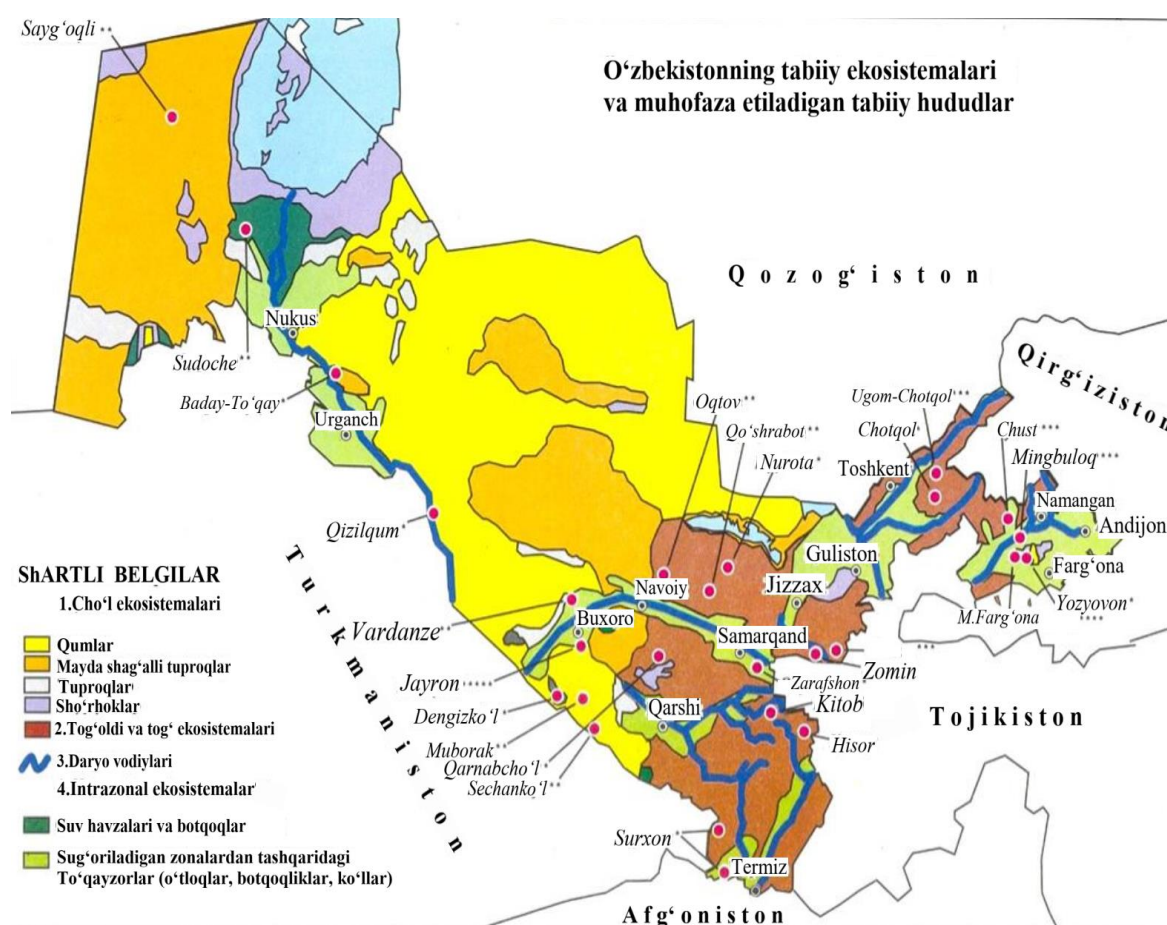 Sayg‘oqli **
O‘zbekistonning tabiiy ekosistemalari
va muhofaza etiladigan tabiiy hududlar
Qozog‘iston
Qirg‘iziston
Nukus
Sudoche **
Baday-To‘qay *
Urganch
Oqtov **
Qo‘shrabot **
Nurota *
Ugom-Chotqol ***
Chotqol *
Toshkent
Chust ***
Mingbuloq ****
Namangan
Andijon
Qizilqum *
Guliston
Farg‘ona
Turkmaniston
Navoiy
Jizzax
M.Farg‘ona
Yozyovon *
****
Vardanze **
Buxoro
Samarqand
***
Zomin
Zarafshon *
Jayron *****
Qarshi
Kitob
Dengizko‘l
Tojikiston
Muborak **
Hisor
Qarnabcho‘l **
Sechanko‘l **
Surxon *
Termiz
Afg‘oniston
ShARTLI BELGILAR
1.Cho‘l ekosistemalari
Qumlar
Mayda shag‘alli tuproqlar
Tuproqlar
Sho‘rhoklar
2.Tog‘oldi va tog‘ ekosistemalari
3.Daryo vodiylari
4.Intrazonal ekosistemalar
Suv havzalari va botqoqlar
Sug‘oriladigan zonalardan tashqaridagi
To‘qayzorlar (o‘tloqlar, botqoqliklar, ko‘llar)